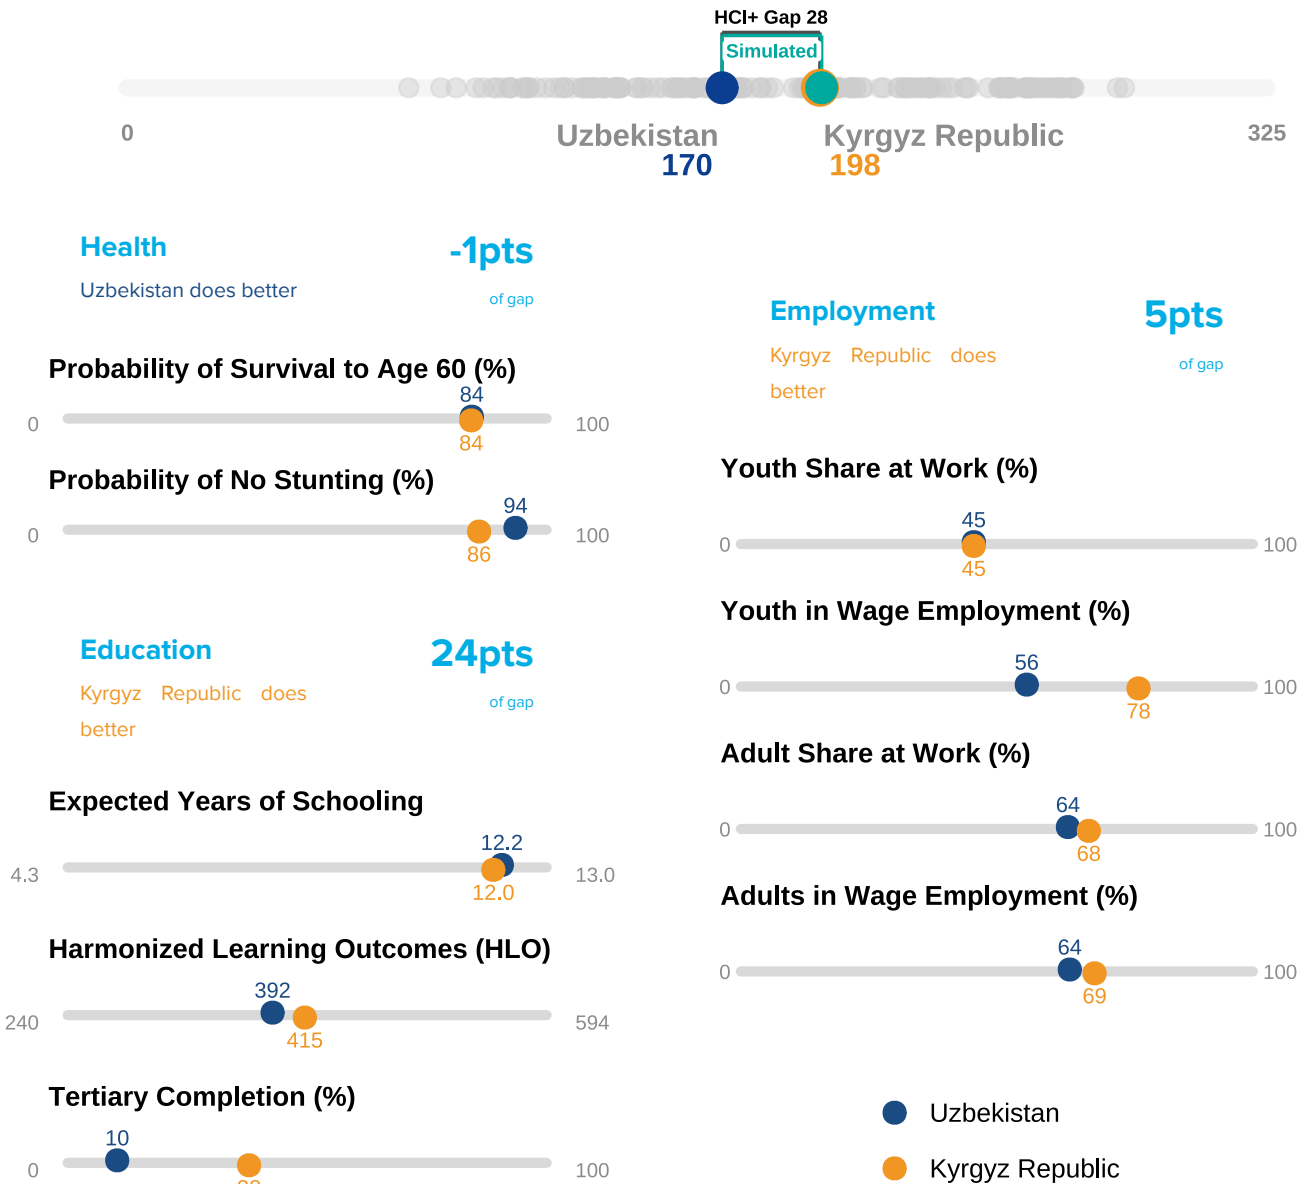 HCI+ Gap 28
Simulated
0
Uzbekistan
Kyrgyz Republic
325
170
198
Health
-1pts
Uzbekistan does better
of gap
Probability of Survival to Age 60 (%)
84
0
100
84
Probability of No Stunting (%)
94
0
100
86
Education
24pts
Kyrgyz Republic does
better
of gap
Expected Years of Schooling
12.2
4.3
13.0
12.0
Harmonized Learning Outcomes (HLO)
392
240
594
415
Tertiary Completion (%)
10
0
100
Employment
5pts
Kyrgyz Republic does
better
of gap
Youth Share at Work (%)
45
0
100
45
Youth in Wage Employment (%)
56
0
100
78
Adult Share at Work (%)
64
0
100
68
Adults in Wage Employment (%)
64
0
100
69
Uzbekistan
Kyrgyz Republic